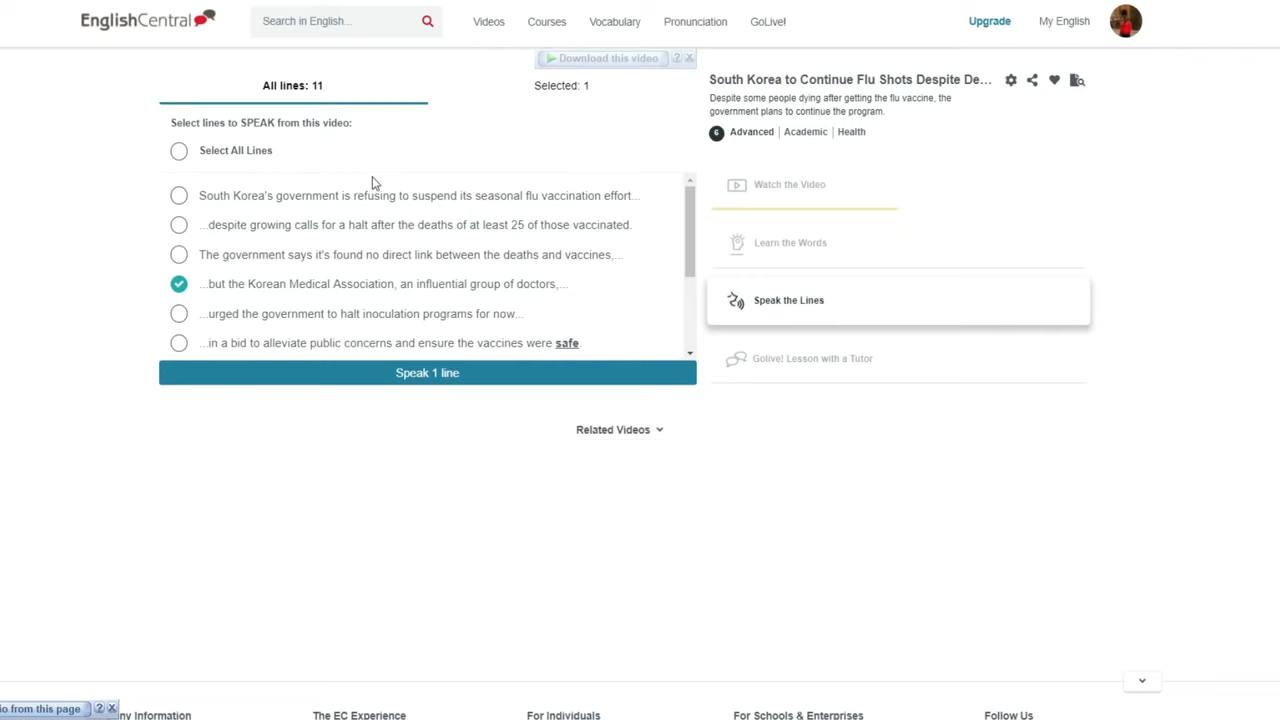 EnglishCentral
Search in English...
Videos
Courses
Vocabulary
Pronunciation
GoLive!
Upgrade
My English
Download this video
?
All lines: 11
Selected: 1
Select lines to SPEAK from this video:
Select All Lines
South Korea's government is refusing to suspend its seasonal flu vaccination effort...
...despite growing calls for a halt after the deaths of at least 25 of those vaccinated.
The government says it's found no direct link between the deaths and vaccines,...
...but the Korean Medical Association, an influential group of doctors,...
...urged the government to halt inoculation programs for now...
...in a bid to alleviate public concerns and ensure the vaccines were safe.
Speak 1 line
South Korea to Continue Flu Shots Despite De...
Despite some people dying after getting the flu vaccine, the
government plans to continue the program.
6 Advanced | Academic | Health
Watch the Video
Learn the Words
Speak the Lines
Golive! Lesson with a Tutor
Related Videos
io from this page
?
ny Information
The EC Experience
For Individuals
For Schools & Enterprises
Follow Us